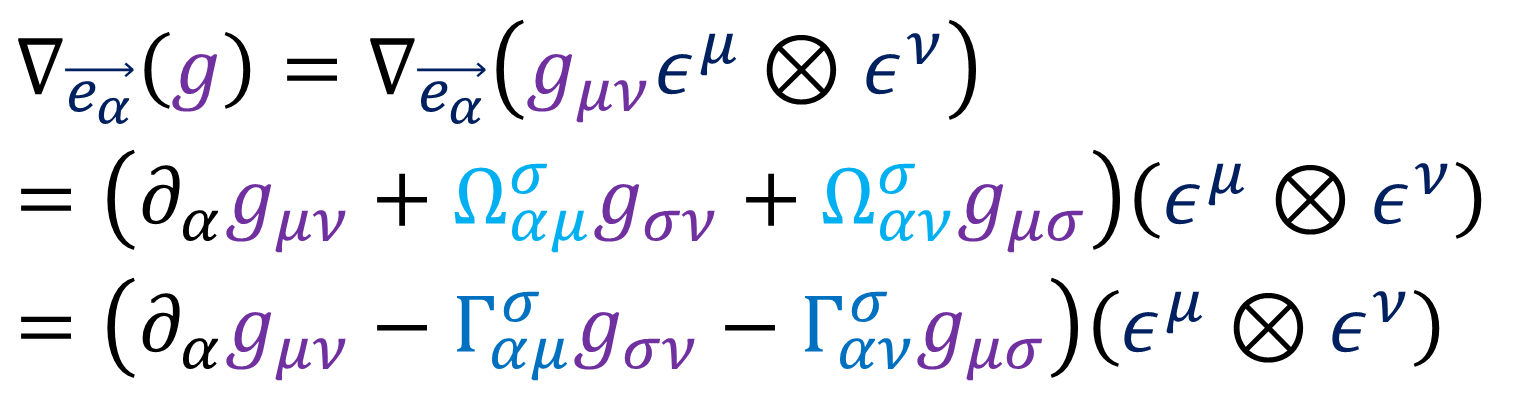 ∇_{\vec{e_α}}(g) = ∇_{\vec{e_α}}(g_{μν}ϵ^μ ⊗ ϵ^ν)
= (∂_α g_{μν} + Ω^σ_{αμ} g_{σν} + Ω^σ_{αν} g_{μσ})(ϵ^μ ⊗ ϵ^ν)
= (∂_α g_{μν} − Γ^σ_{αμ} g_{σν} − Γ^σ_{αν} g_{μσ})(ϵ^μ ⊗ ϵ^ν)